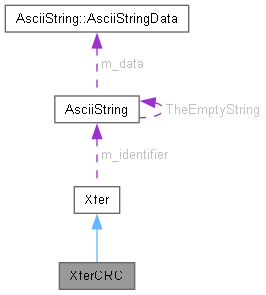 AsciiString::AsciiStringData
m_data
AsciiString
TheEmptyString
m_identifier
Xfer
XferCRC